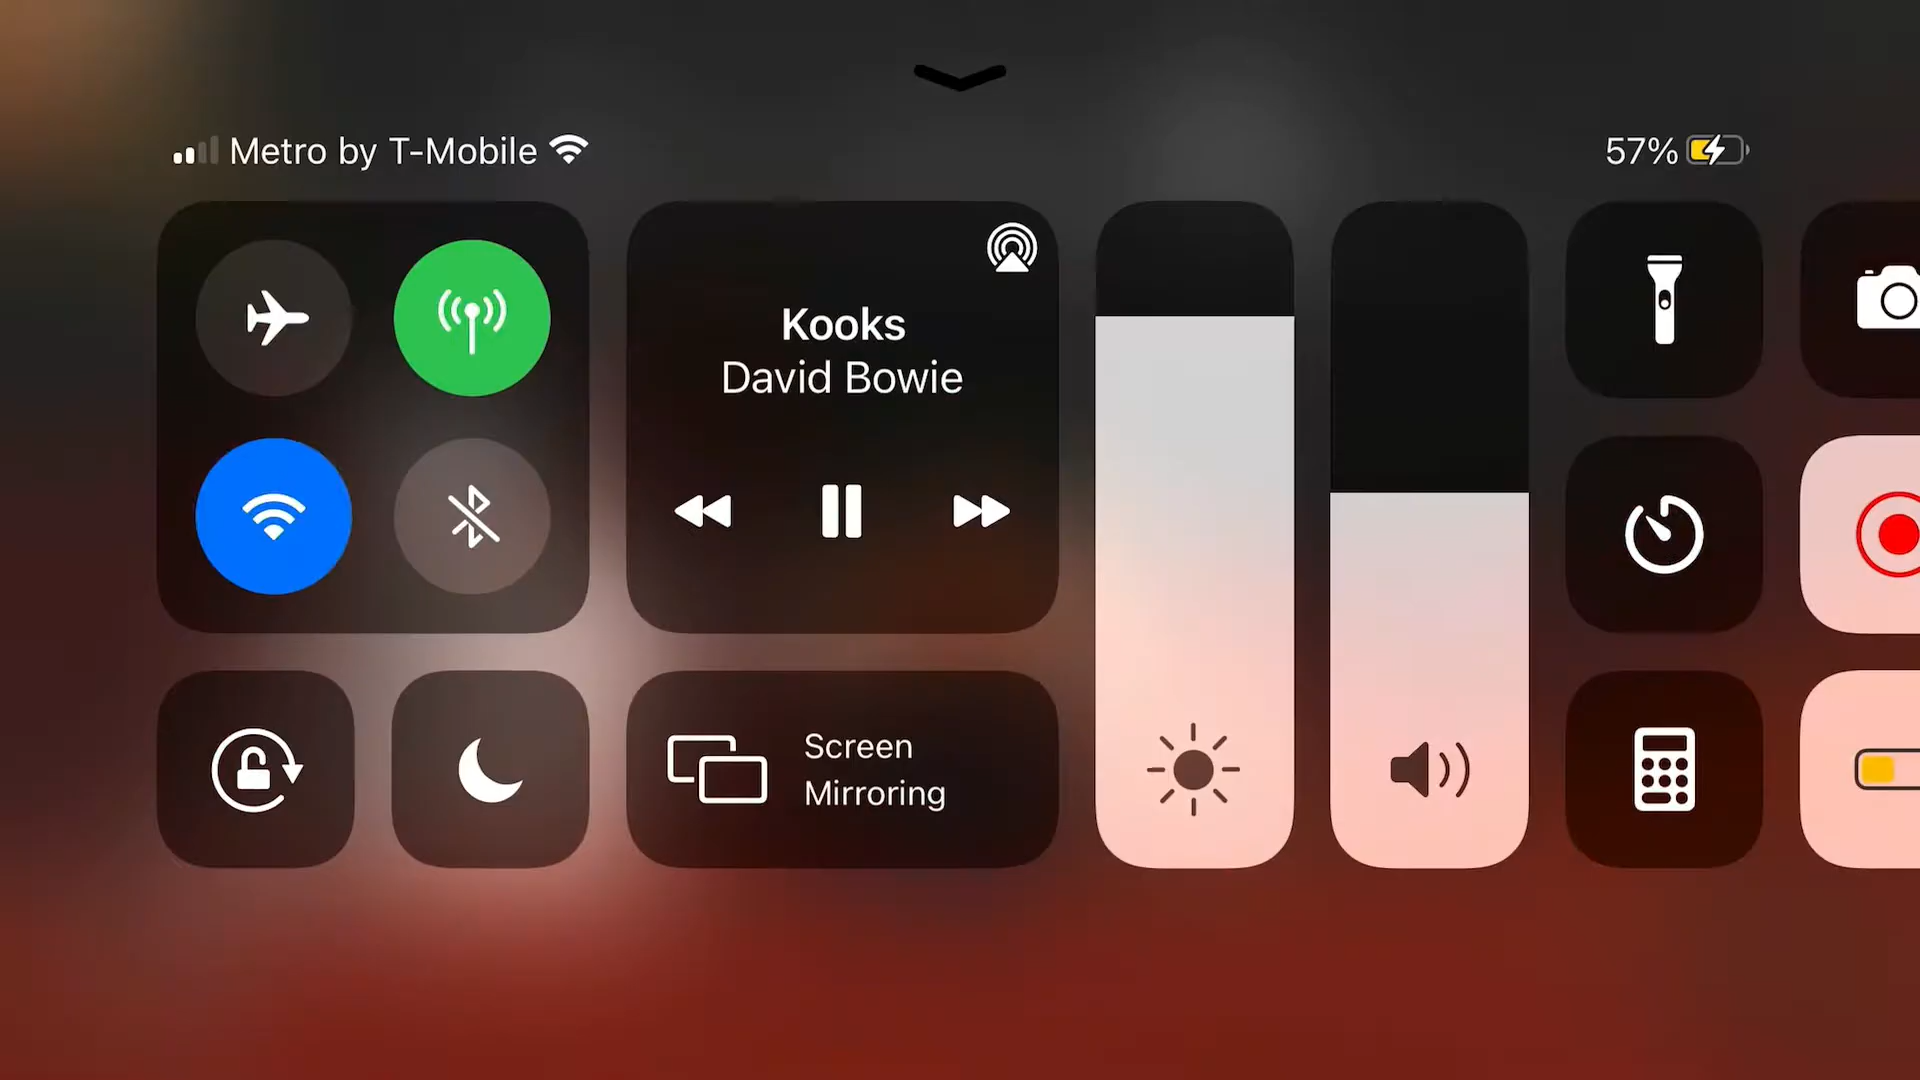 Metro by T-Mobile
57%
Kooks
David Bowie
Screen
Mirroring